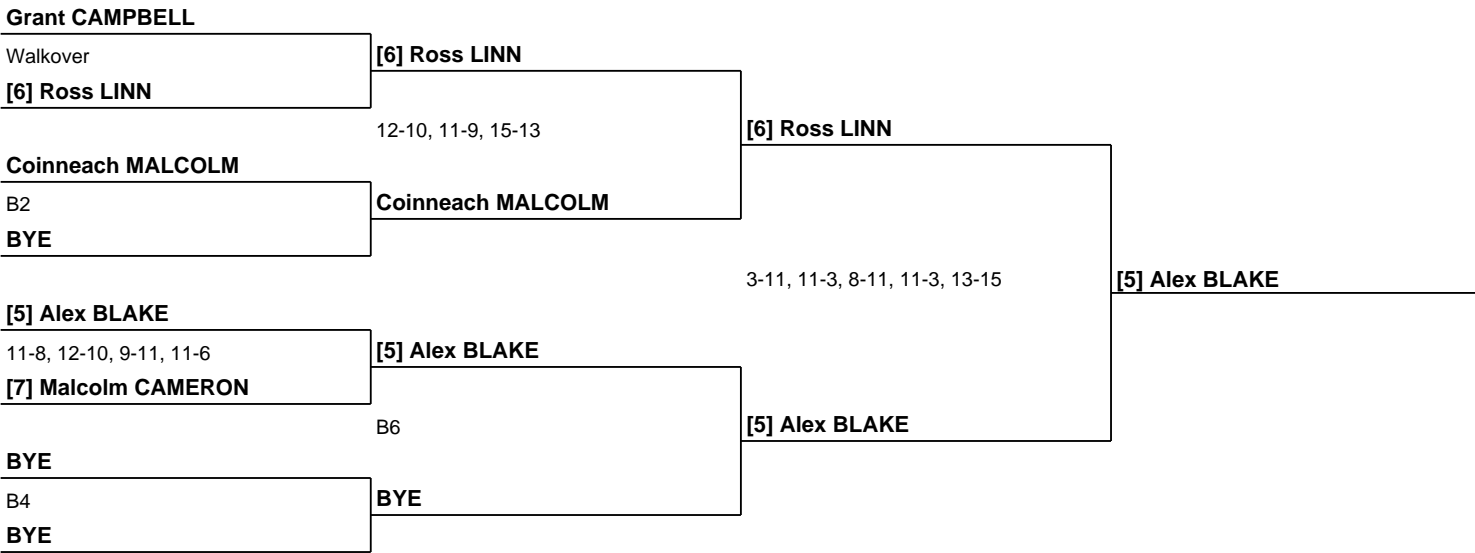 Grant CAMPBELL
Walkover
[6] Ross LINN
[6] Ross LINN
12-10, 11-9, 15-13
[6] Ross LINN
Coinneach MALCOLM
B2
Coinneach MALCOLM
BYE
3-11, 11-3, 8-11, 11-3, 13-15
[5] Alex BLAKE
[5] Alex BLAKE
11-8, 12-10, 9-11, 11-6
[5] Alex BLAKE
[7] Malcolm CAMERON
B6
[5] Alex BLAKE
BYE
B4
BYE
BYE